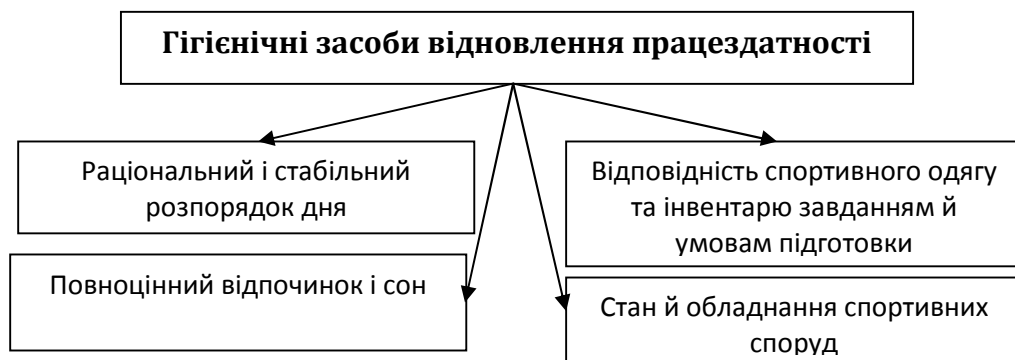 Гігієнічні засоби відновлення працездатності
Раціональний і стабільний
розпорядок дня
Відповідність спортивного одягу
та інвентарю завданням й
умовам підготовки
Повноцінний відпочинок і сон
Стан й обладнання спортивних
споруд